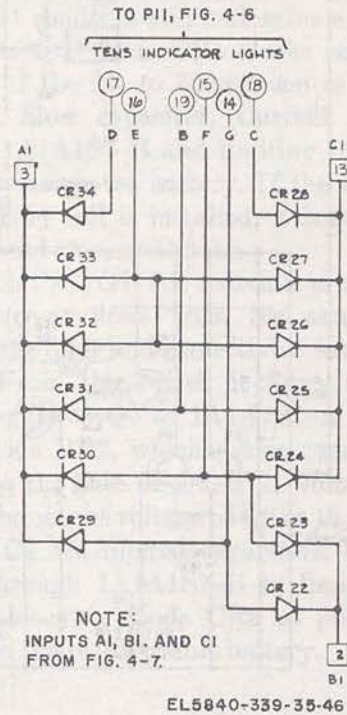 TO P11, FIG. 4-6
TENS INDICATOR LIGHTS
17 16 19 15 14 18
D E B F G C
A1
3
C1
13
CR34 CR28
CR33 CR27
CR32 CR26
CR31 CR25
CR30 CR24
CR29 CR23
CR22
NOTE:
INPUTS A1, B1, AND C1
FROM FIG. 4-7.
2
B1
EL5840-339-35-46